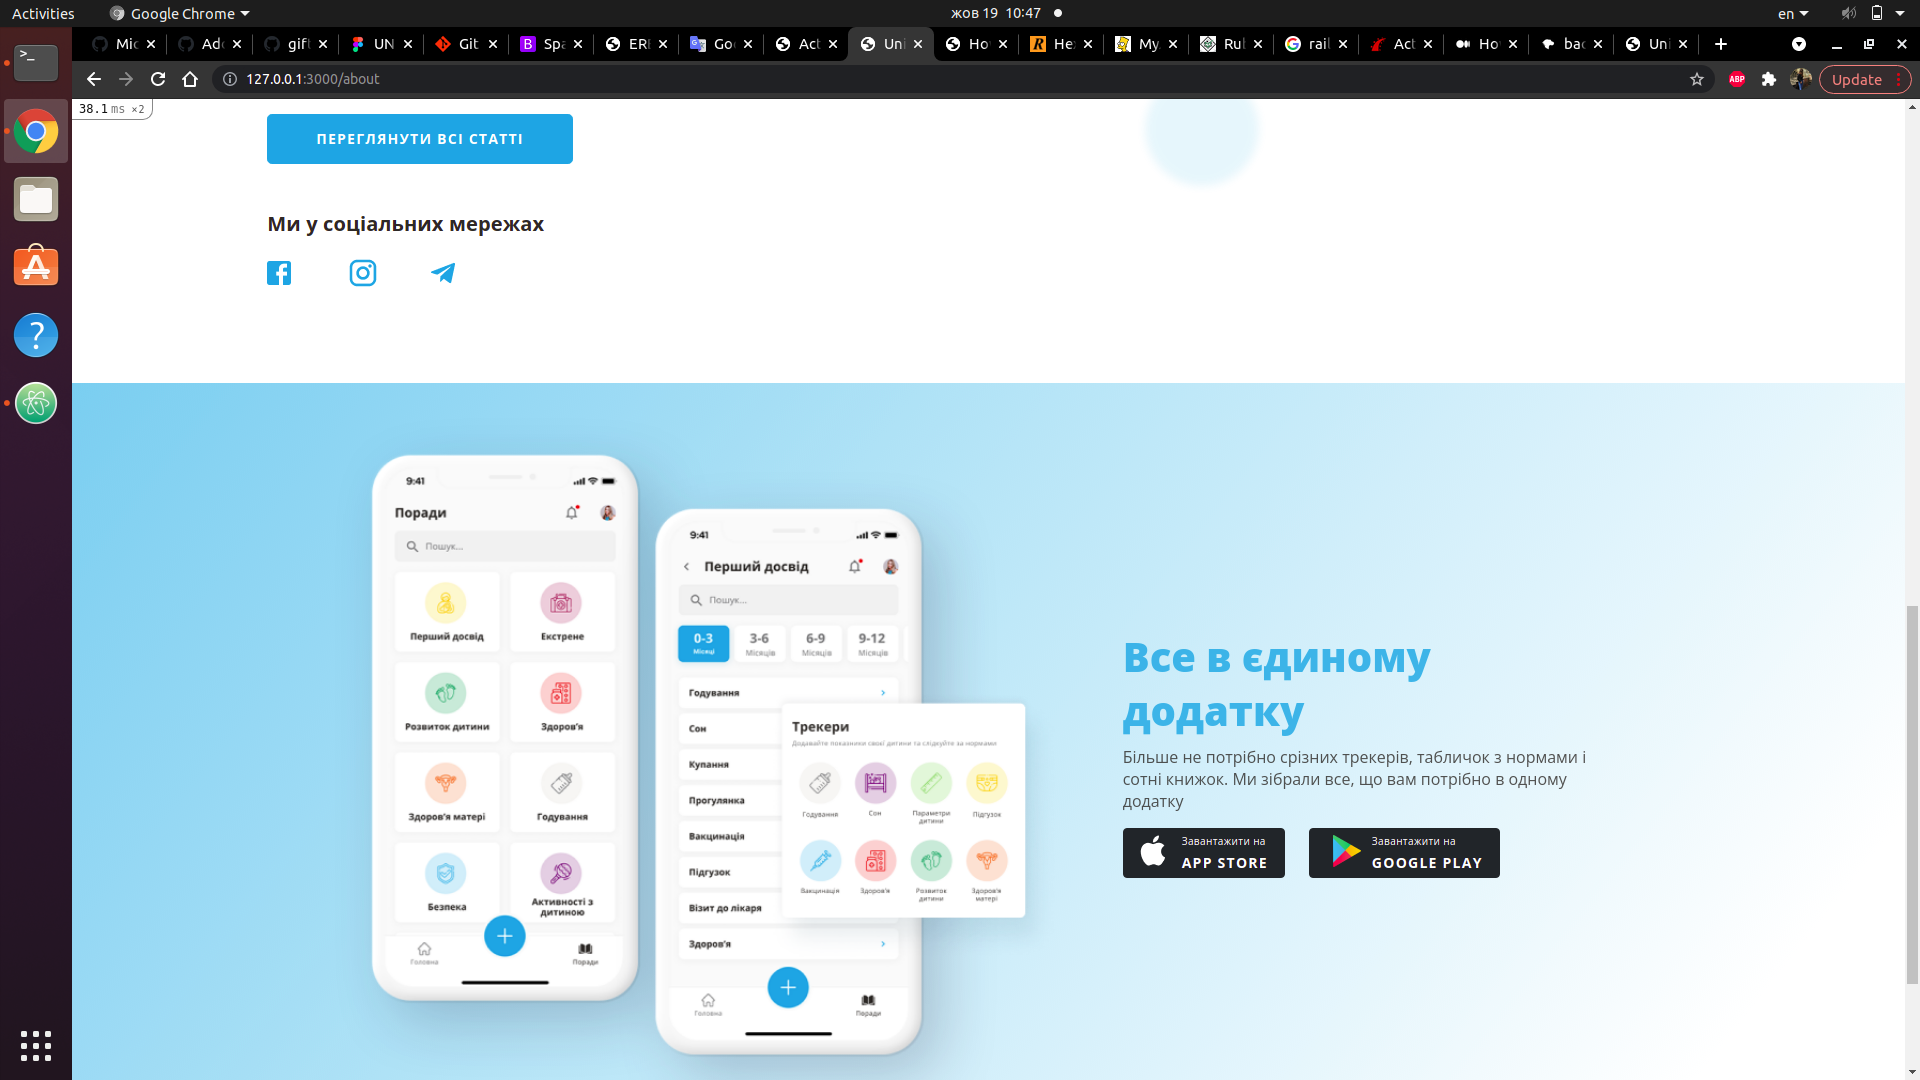 Activities
Google Chrome
жов 19 10:47
en
Mic
Ado
gift
UN
Git
Spa
ER
Goo
Act
Uni
Ho
He
My
Rul
rail
Act
Ho
bac
Uni
127.0.0.1:3000/about
ABP
Update
38.1 ms ×2
ПЕРЕГЛЯНУТИ ВСІ СТАТТІ
Ми у соціальних мережах
9:41
Поради
Пошук...
Перший досвід
Екстрене
Розвиток дитини
Здоров'я
Здоров'я матері
Годування
Безпека
Активності з
дитиною
Головна
Поради
9:41
Перший досвід
Пошук...
0-3
Місяці
3-6
Місяців
6-9
Місяців
9-12
Місяців
Годування
Сон
Купання
Прогулянка
Вакцинація
Підгузок
Візит до лікаря
Здоров'я
Головна
Поради
Трекери
Додавайте показники своєї дитини та слідкуйте за нормами
Годування
Сон
Параметри
дитини
Підгузок
Вакцинація
Здоров'я
Розвиток
дитини
Здоров'я
матері
Все в єдиному
додатку
Більше не потрібно срізних трекерів, табличок з нормами і
сотні книжок. Ми зібрали все, що вам потрібно в одному
додатку
Завантажити на
APP STORE
Завантажити на
GOOGLE PLAY